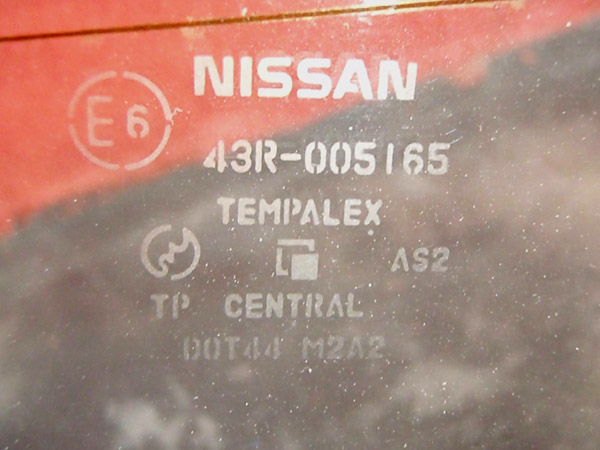 NISSAN
E6
43R-005165
TEMPALEX
AS2
TP CENTRAL
DOT44 M2A2